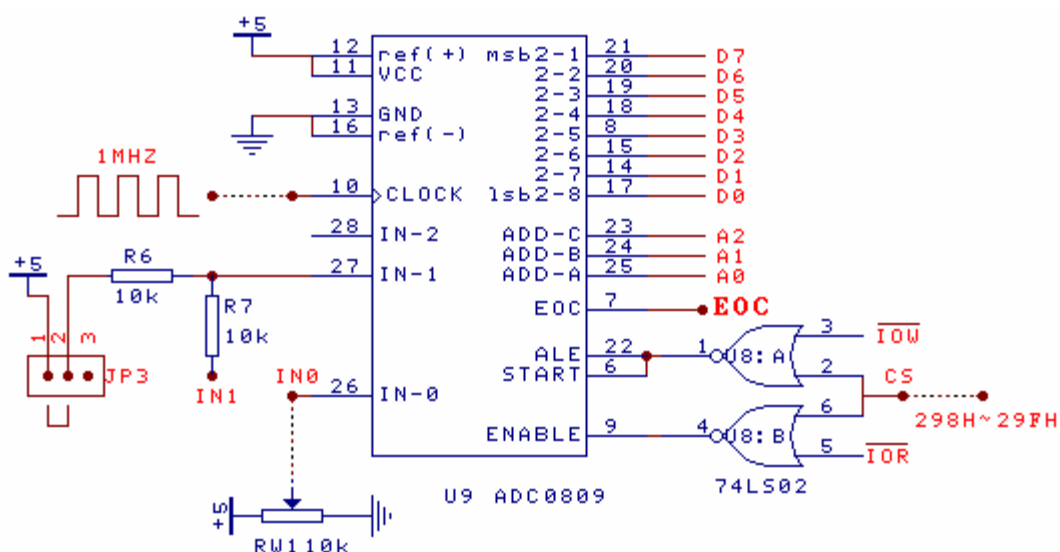 +5
12 ref(+) msb2-1 21 D7
11 VCC 2-2 20 D6
2-3 19 D5
13 GND 2-4 18 D4
16 ref(-) 2-5 8 D3
1MHZ 2-6 15 D2
2-7 14 D1
10 CLOCK lsb2-8 17 D0
28 IN-2 ADD-C 23 A2
ADD-B 24 A1
+5 R6 10k 27 IN-1 ADD-A 25 A0
R7 10k EOC 7 EOC
1 2 3 JP3 ALE 22 1 U8:A 3 IOW
START 6 2 CS
IN1 IN0 26 IN-0 6 298H~29FH
ENABLE 9 4 U8:B 5 IOR
U9 ADC0809 74LS02
+5 RW110k